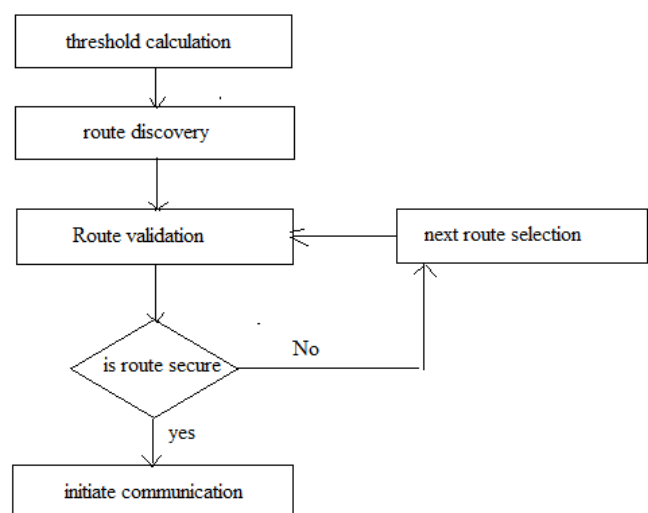 threshold calculation
route discovery
Route validation
next route selection
is route secure
No
yes
initiate communication